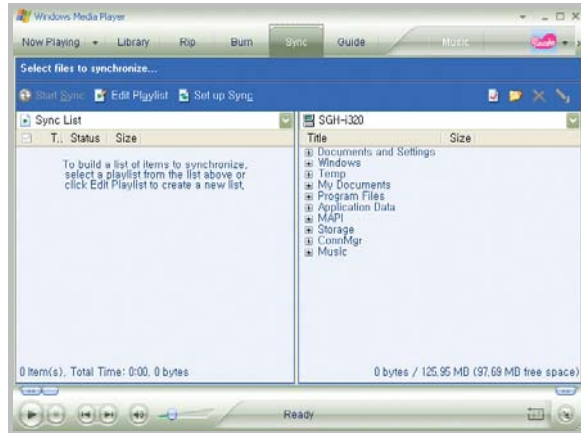 Windows Media Player
Now Playing Library Rip Burn Sync Guide Music
Select files to synchronize...
Start Sync Edit Playlist Set up Sync
Sync List
SGH-i320
T.. Status Size
Title Size
To build a list of items to synchronize,
select a playlist from the list above or
click Edit Playlist to create a new list,
Documents and Settings
Windows
Temp
My Documents
Program Files
Application Data
MAPI
Storage
ConnMgr
Music
0 Item(s), Total Time: 0:00, 0 bytes
0 bytes / 125,95 MB (97,69 MB free space)
Ready